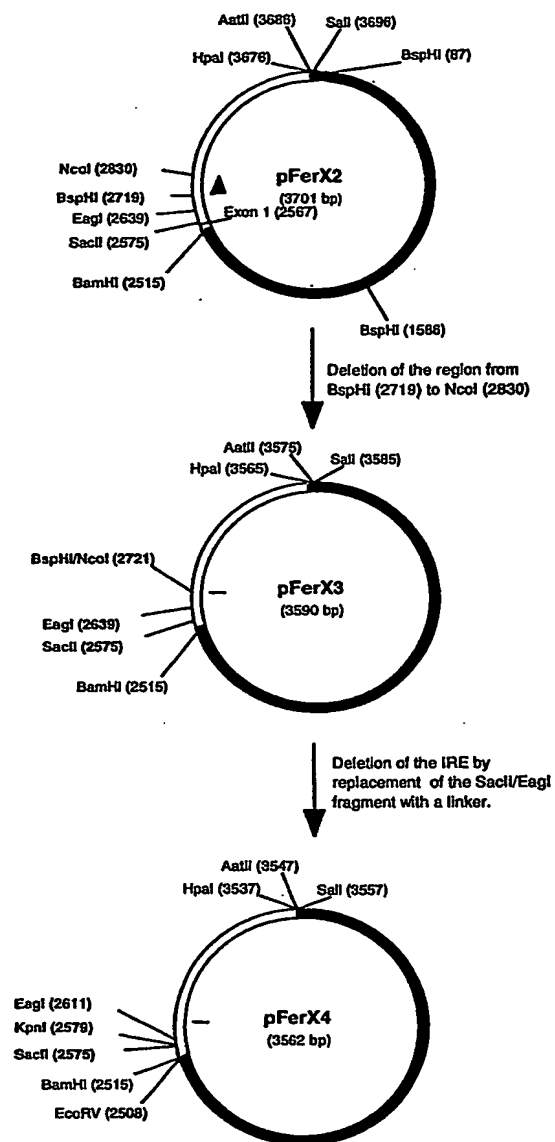 AatII (3686)
SalI (3696)
HpaI (3676)
BspHI (87)
NcoI (2830)
pFerX2
BspHI (2719)
(3701 bp)
EagI (2639)
Exon 1 (2567)
SacII (2575)
BamHI (2515)
BspHI (1586)
Deletion of the region from
BspHI (2719) to NcoI (2830)
AatII (3575)
SalI (3585)
HpaI (3565)
BspHI/NcoI (2721)
pFerX3
(3590 bp)
EagI (2639)
SacII (2575)
BamHI (2515)
Deletion of the IRE by
replacement of the SacII/EagI
fragment with a linker.
AatII (3547)
HpaI (3537)
SalI (3557)
EagI (2611)
pFerX4
KpnI (2579)
(3562 bp)
SacII (2575)
BamHI (2515)
EcoRV (2508)